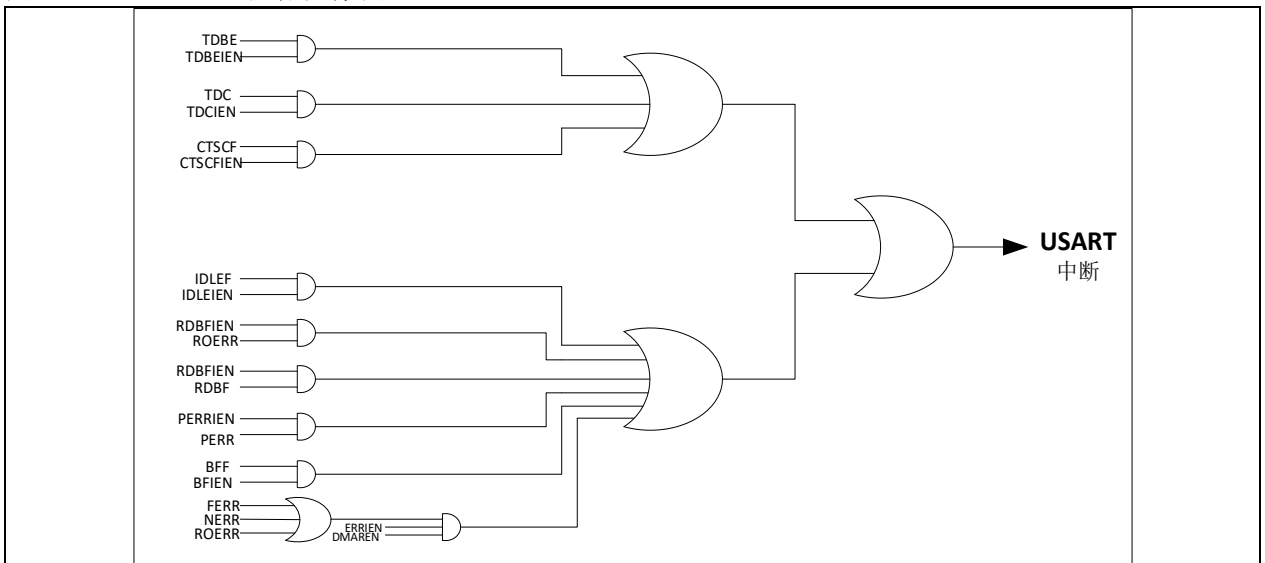 TDBE
TDBEIEN
TDC
TDCIEN
CTSCF
CTSCFIEN
USART
中断
IDLEF
IDLEIEN
RDBFIEN
ROERR
RDBFIEN
RDBF
PERRIEN
PERR
BFF
BFIEN
FERR
NERR
ROERR
ERRIEN
DMAREN